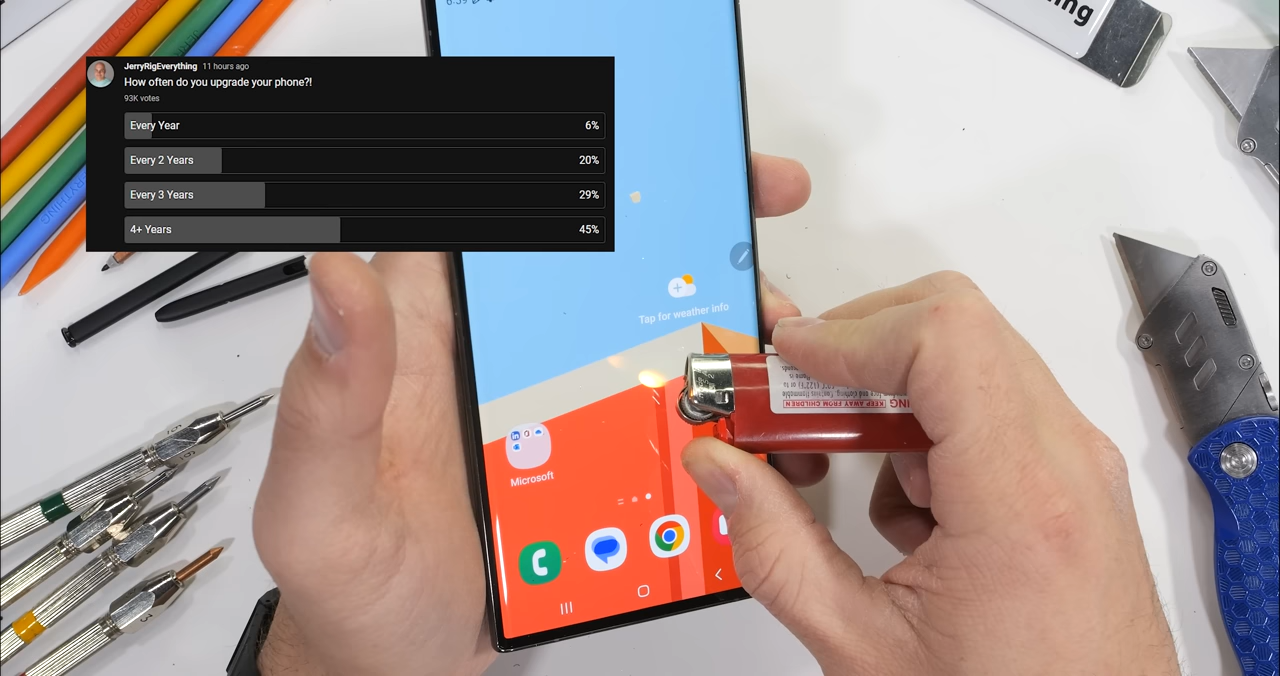 JerryRigEverything 11 hours ago
How often do you upgrade your phone?!
93K votes
Every Year 6%
Every 2 Years 20%
Every 3 Years 29%
4+ Years 45%
Tap for weather info
Microsoft
KEEP AWAY FROM CHILDREN